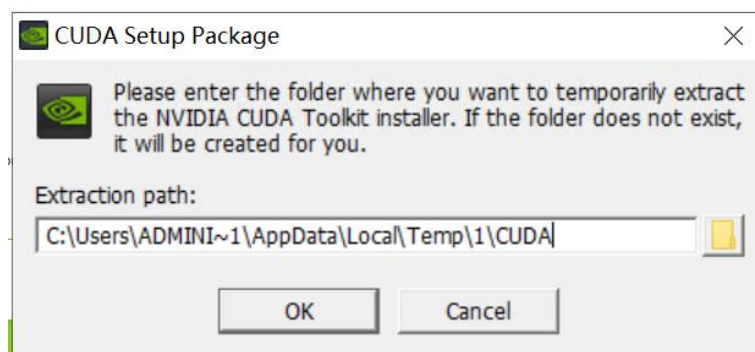 CUDA Setup Package
Please enter the folder where you want to temporarily extract
the NVIDIA CUDA Toolkit installer. If the folder does not exist,
it will be created for you.
Extraction path:
C:\Users\ADMINI~1\AppData\Local\Temp\1\CUDA
OK Cancel